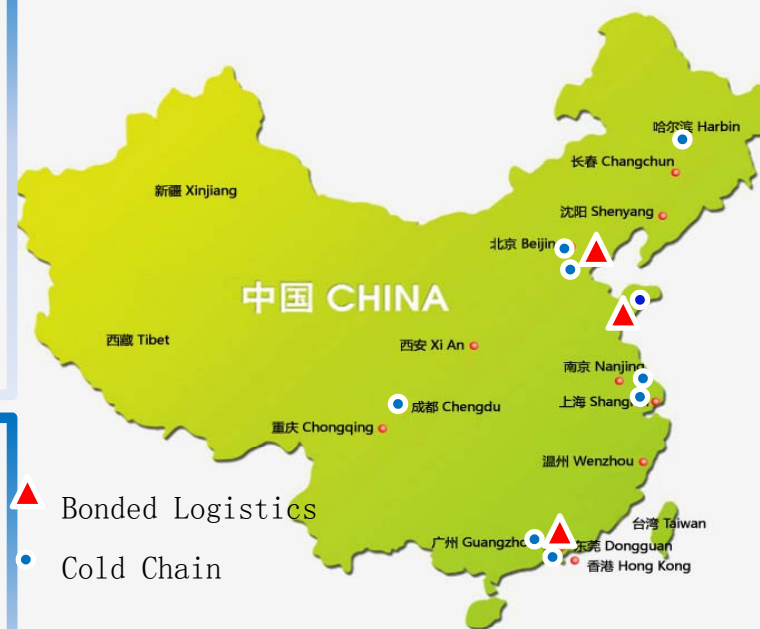 哈尔滨 Harbin
长春 Changchun
新疆 Xinjiang
沈阳 Shenyang
北京 Beijin
中国 CHINA
西藏 Tibet
西安 Xi An
南京 Nanjing
成都 Chengdu
上海 Shang
重庆 Chongqing
温州 Wenzhou
Bonded Logistics
台湾 Taiwan
广州 Guangzho
东莞 Dongguan
香港 Hong Kong
Cold Chain